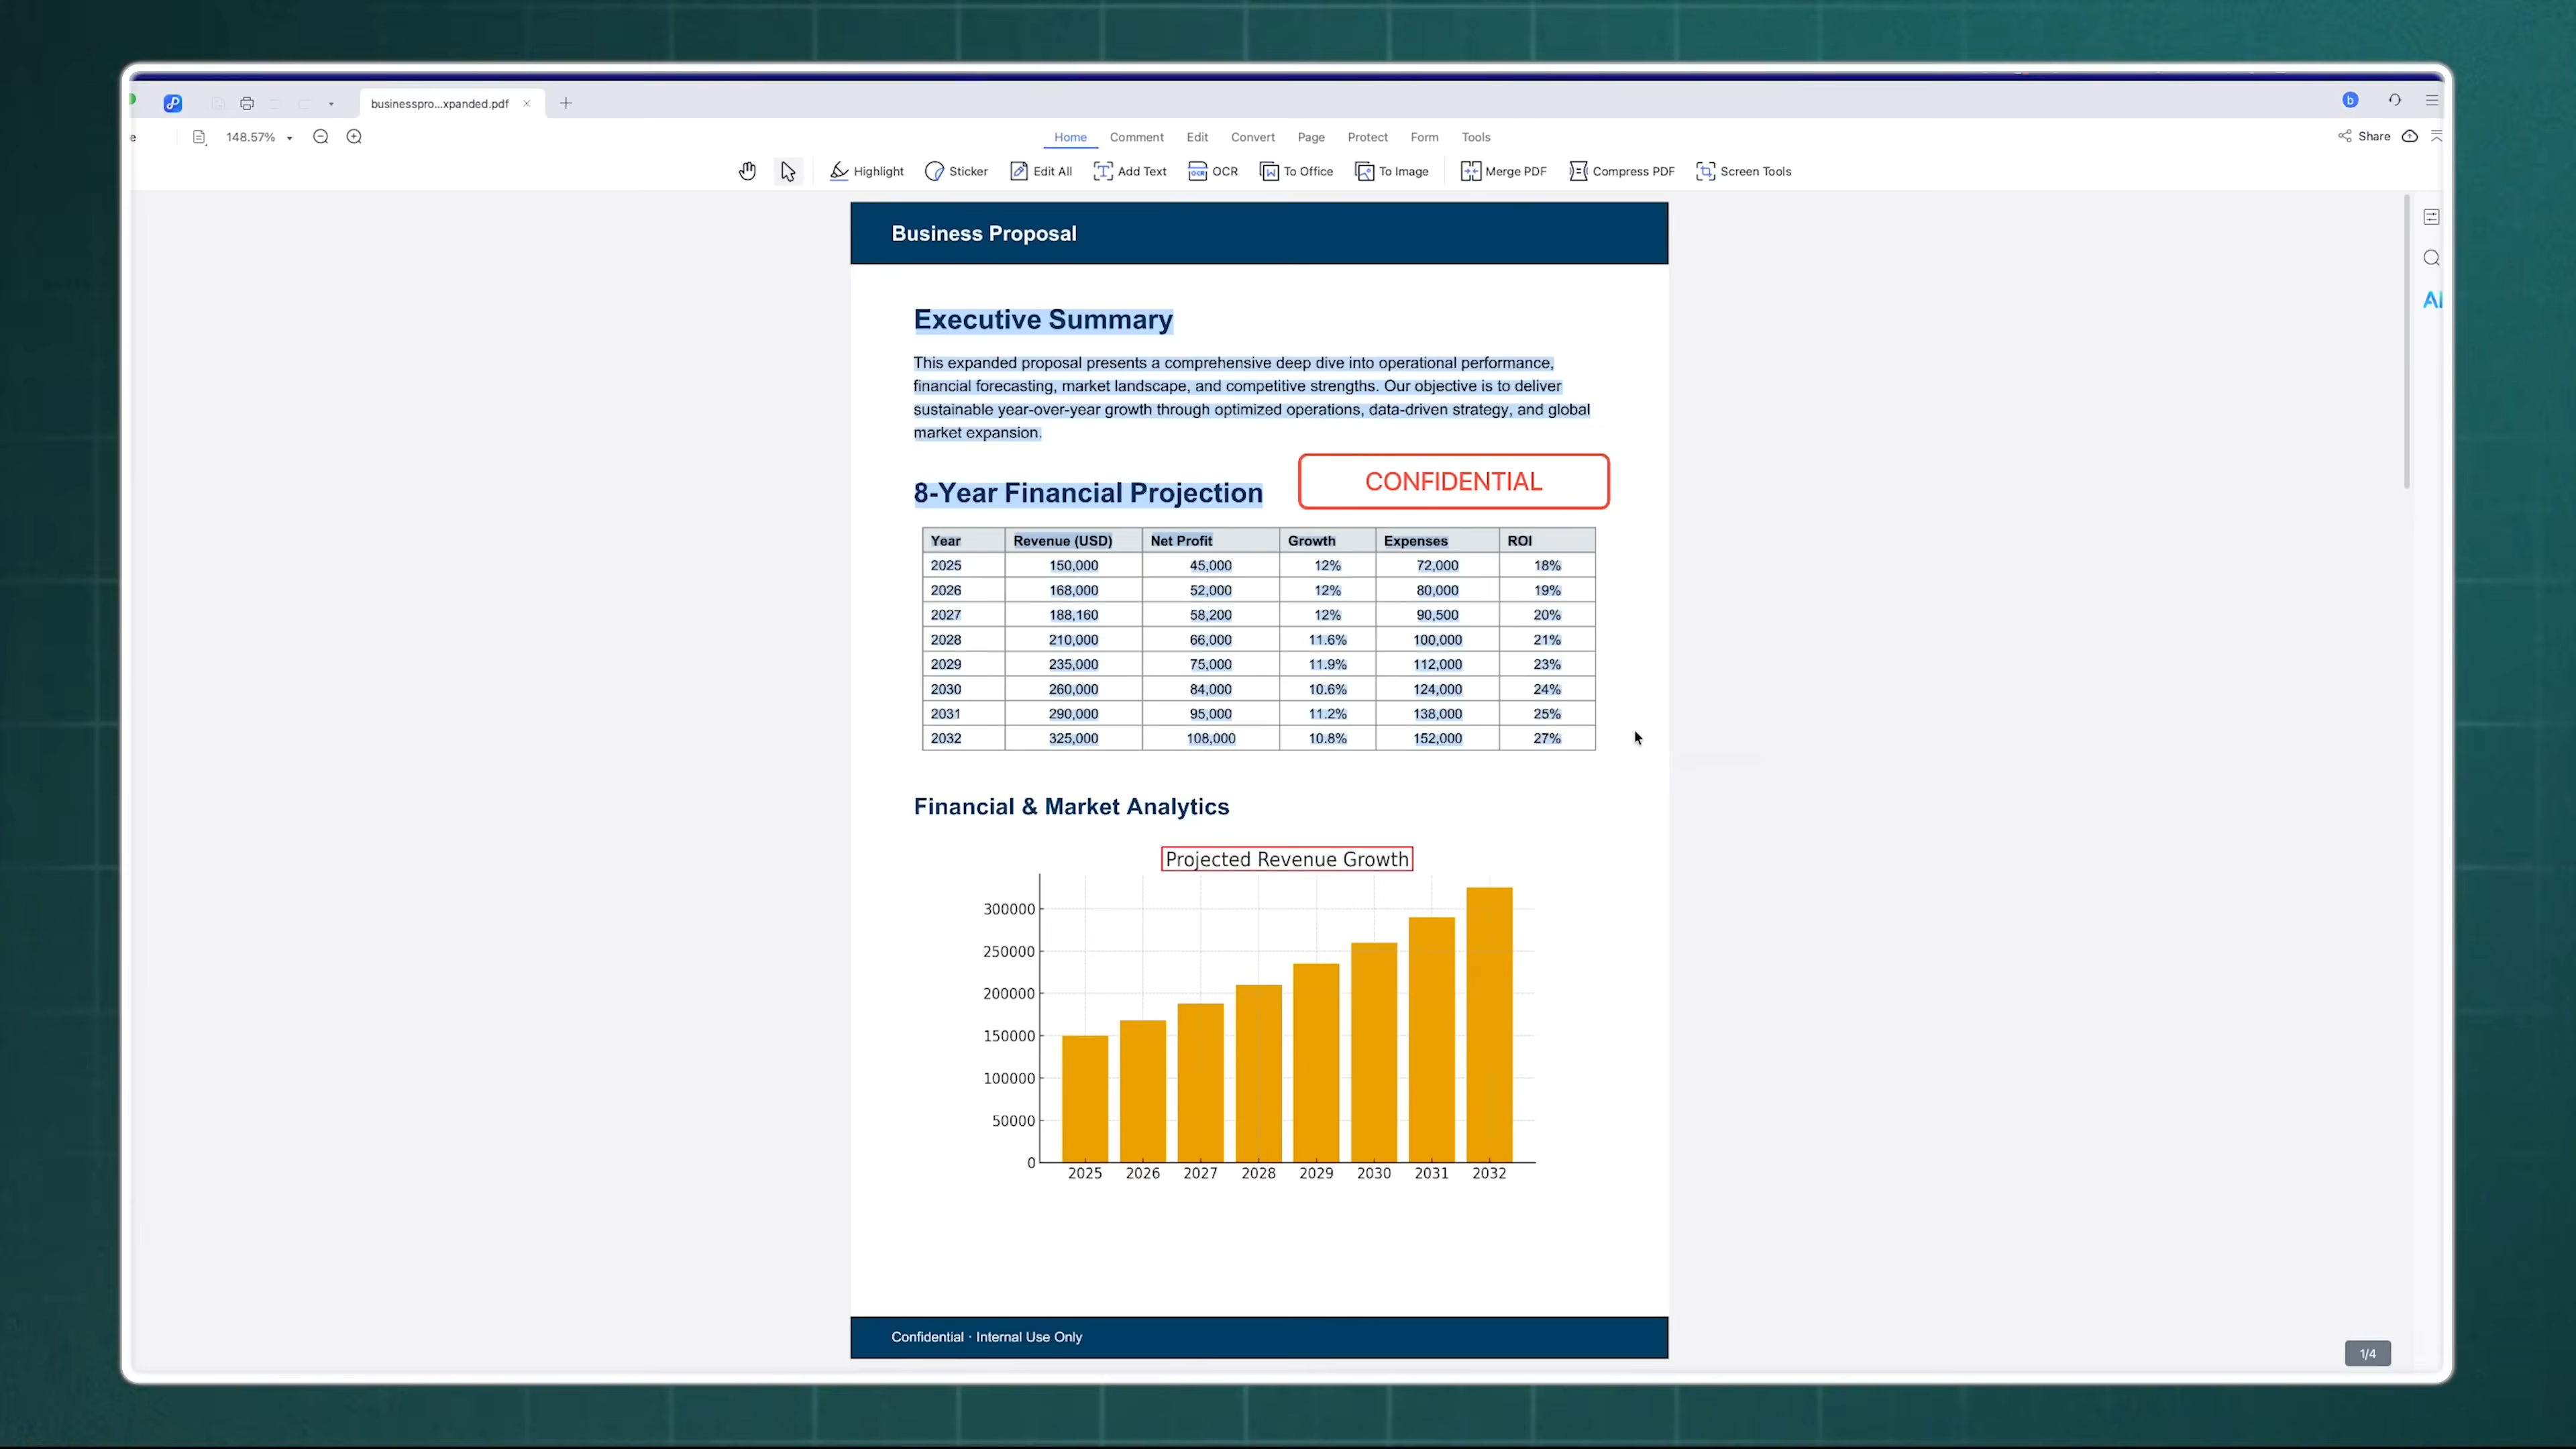 businesspro...xpanded.pdf
148.57%
Home Comment Edit Convert Page Protect Form Tools
Share
Highlight Sticker Edit All Add Text OCR To Office To Image Merge PDF Compress PDF Screen Tools
AI
Business Proposal
Executive Summary
This expanded proposal presents a comprehensive deep dive into operational performance,
financial forecasting, market landscape, and competitive strengths. Our objective is to deliver
sustainable year-over-year growth through optimized operations, data-driven strategy, and global
market expansion.
8-Year Financial Projection
CONFIDENTIAL
Year Revenue (USD) Net Profit Growth Expenses ROI
2025 150,000 45,000 12% 72,000 18%
2026 168,000 52,000 12% 80,000 19%
2027 188,160 58,200 12% 90,500 20%
2028 210,000 66,000 11.6% 100,000 21%
2029 235,000 75,000 11.9% 112,000 23%
2030 260,000 84,000 10.6% 124,000 24%
2031 290,000 95,000 11.2% 138,000 25%
2032 325,000 108,000 10.8% 152,000 27%
Financial & Market Analytics
Projected Revenue Growth
300000
250000
200000
150000
100000
50000
0
2025 2026 2027 2028 2029 2030 2031 2032
Confidential · Internal Use Only
1/4